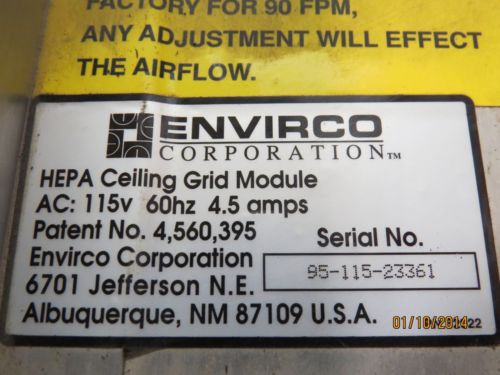 FACTORY FOR 90 FPM,
ANY ADJUSTMENT WILL EFFECT
THE AIRFLOW.
ENVIRCO
CORPORATION™
HEPA Ceiling Grid Module
AC: 115v 60hz 4.5 amps
Patent No. 4,560,395
Serial No.
Envirco Corporation
95-115-23361
6701 Jefferson N.E.
Albuquerque, NM 87109 U.S.A.
01/10/2014